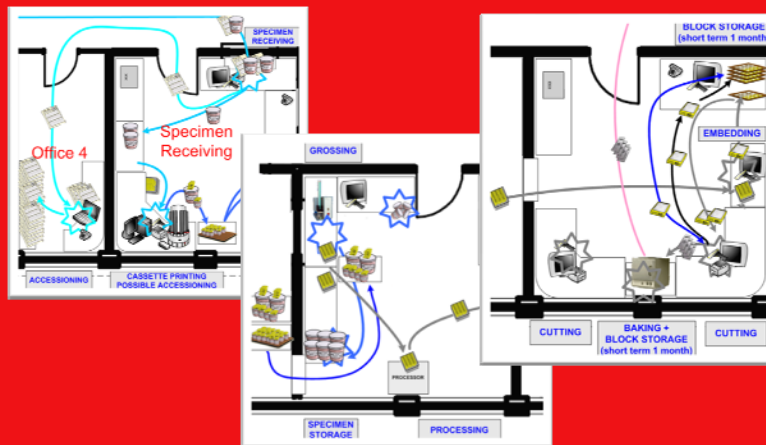 SPECIMEN
RECEIVING
Specimen
Receiving
Office 4
ACCESSIONING
CASSETTE PRINTING
POSSIBLE ACCESSIONING
GROSSING
PROCESSOR
SPECIMEN
STORAGE
PROCESSING
BLOCK STORAGE
(short term 1 month)
EMBEDDING
CUTTING
BAKING +
BLOCK STORAGE
(short term 1 month)
CUTTING